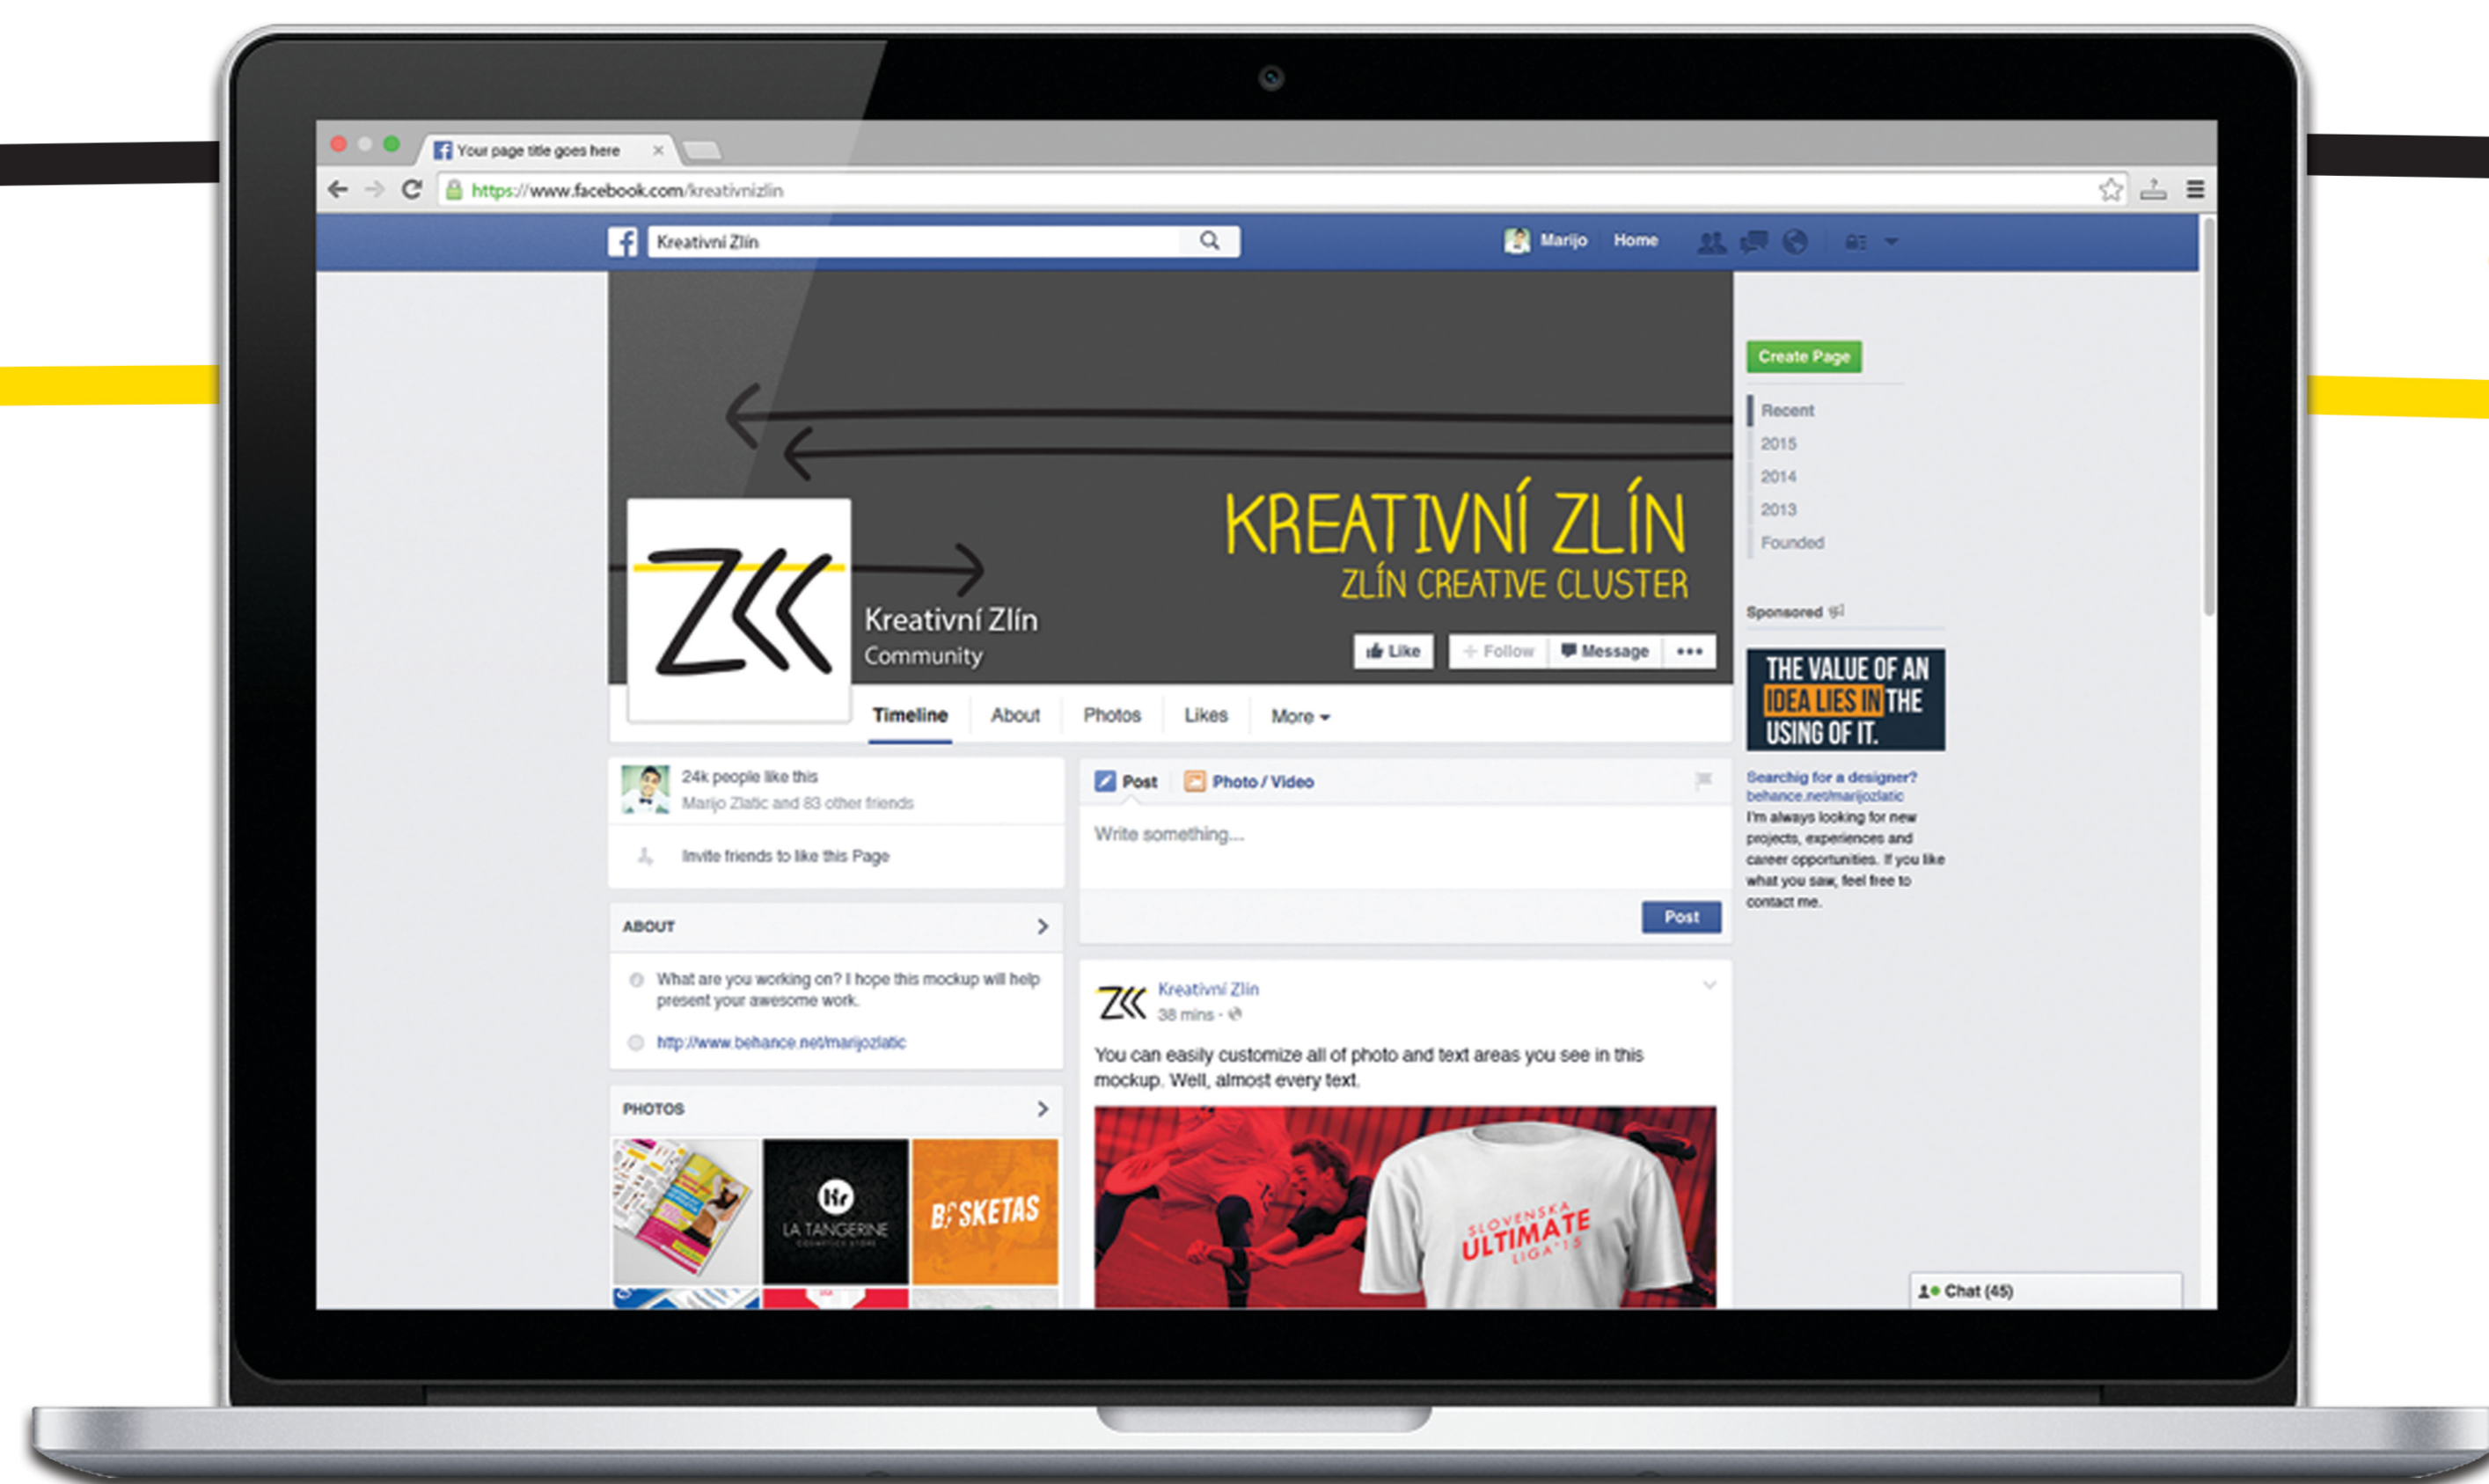 Your page title goes here
https://www.facebook.com/kreativnizlin
Kreativní Zlín
Marijo Home
KREATIVNÍ ZLÍN
ZLÍN CREATIVE CLUSTER
ZCC
Kreativní Zlín
Community
Like + Follow Message
Timeline About Photos Likes More
Create Page
Recent
2015
2014
2013
Founded
Sponsored
THE VALUE OF AN
IDEA LIES IN THE
USING OF IT.
Searchig for a designer?
behance.net/marijozlatic
I'm always looking for new
projects, experiences and
career opportunities. If you like
what you saw, feel free to
contact me.
24k people like this
Marijo Zlatic and 83 other friends
Invite friends to like this Page
ABOUT
What are you working on? I hope this mockup will help
present your awesome work.
http://www.behance.net/marijozlatic
PHOTOS
LA TANGERINE
COSMETICS STORE
BASKETAS
Post Photo / Video
Write something...
Post
ZCC
Kreativní Zlín
38 mins
You can easily customize all of photo and text areas you see in this
mockup. Well, almost every text.
SLOVENSKA
ULTIMATE
LIGA'15
Chat (45)